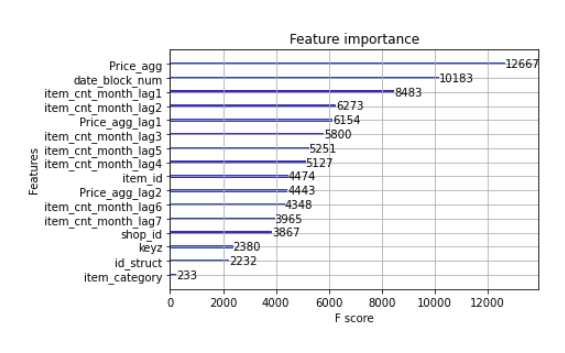 Feature importance
Features
Price_agg 12667
date_block_num 10183
item_cnt_month_lag1 8483
item_cnt_month_lag2 6273
Price_agg_lag1 6154
item_cnt_month_lag3 5800
item_cnt_month_lag5 5251
item_cnt_month_lag4 5127
item_id 4474
Price_agg_lag2 4443
item_cnt_month_lag6 4348
item_cnt_month_lag7 3965
shop_id 3867
keyz 2380
id_struct 2232
item_category 233
0 2000 4000 6000 8000 10000 12000
F score